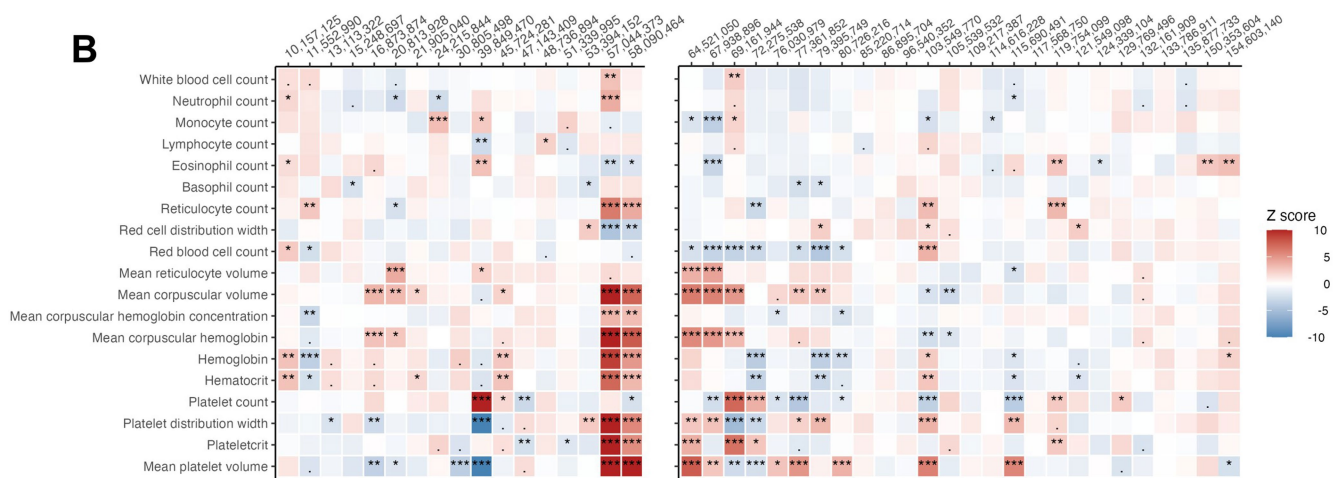 B
10,157,125
11,552,990
13,113,322
15,248,697
16,873,874
20,813,928
21,905,040
24,215,844
30,805,498
39,849,470
45,724,281
47,143,409
48,736,894
51,339,995
53,394,152
57,044,373
58,090,464
64,521,050
67,938,896
69,161,944
72,275,538
76,030,979
77,361,852
79,395,749
80,726,216
85,220,714
86,895,704
96,540,352
103,549,770
105,539,532
109,217,387
114,616,228
115,690,491
117,568,750
119,754,099
121,549,098
124,839,104
129,769,496
132,161,909
133,786,911
135,877,733
150,353,604
154,603,140
White blood cell count
Neutrophil count
Monocyte count
Lymphocyte count
Eosinophil count
Basophil count
Reticulocyte count
Red cell distribution width
Red blood cell count
Mean reticulocyte volume
Mean corpuscular volume
Mean corpuscular hemoglobin concentration
Mean corpuscular hemoglobin
Hemoglobin
Hematocrit
Platelet count
Platelet distribution width
Plateletcrit
Mean platelet volume
Z score
10
5
0
-5
-10